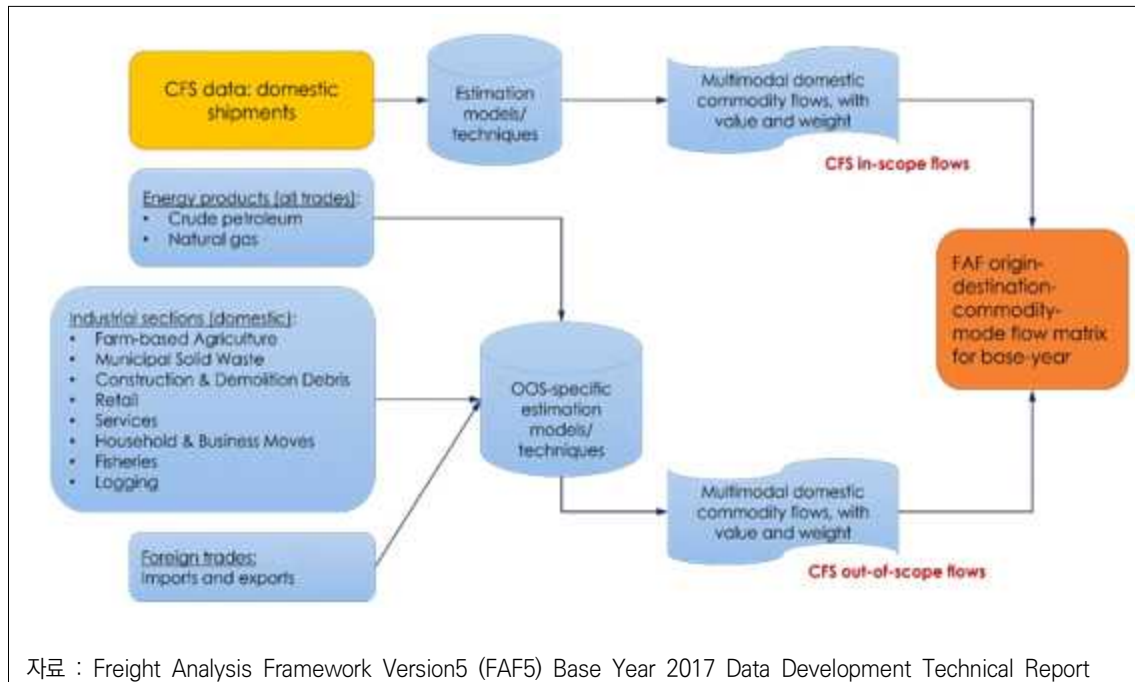 CFS data: domestic
shipments
Estimation
models/
techniques
Multimodal domestic
commodity flows, with
value and weight
CFS in-scope flows
Energy products (all trades):
• Crude petroleum
• Natural gas
Industrial sections (domestic):
• Farm-based Agriculture
• Municipal Solid Waste
• Construction & Demolition Debris
• Retail
• Services
• Household & Business Moves
• Fisheries
• Logging
Foreign trades:
Imports and exports
OOS-specific
estimation
models/
techniques
Multimodal domestic
commodity flows, with
value and weight
CFS out-of-scope flows
FAF origin-
destination-
commodity-
mode flow matrix
for base-year
자료 : Freight Analysis Framework Version5 (FAF5) Base Year 2017 Data Development Technical Report